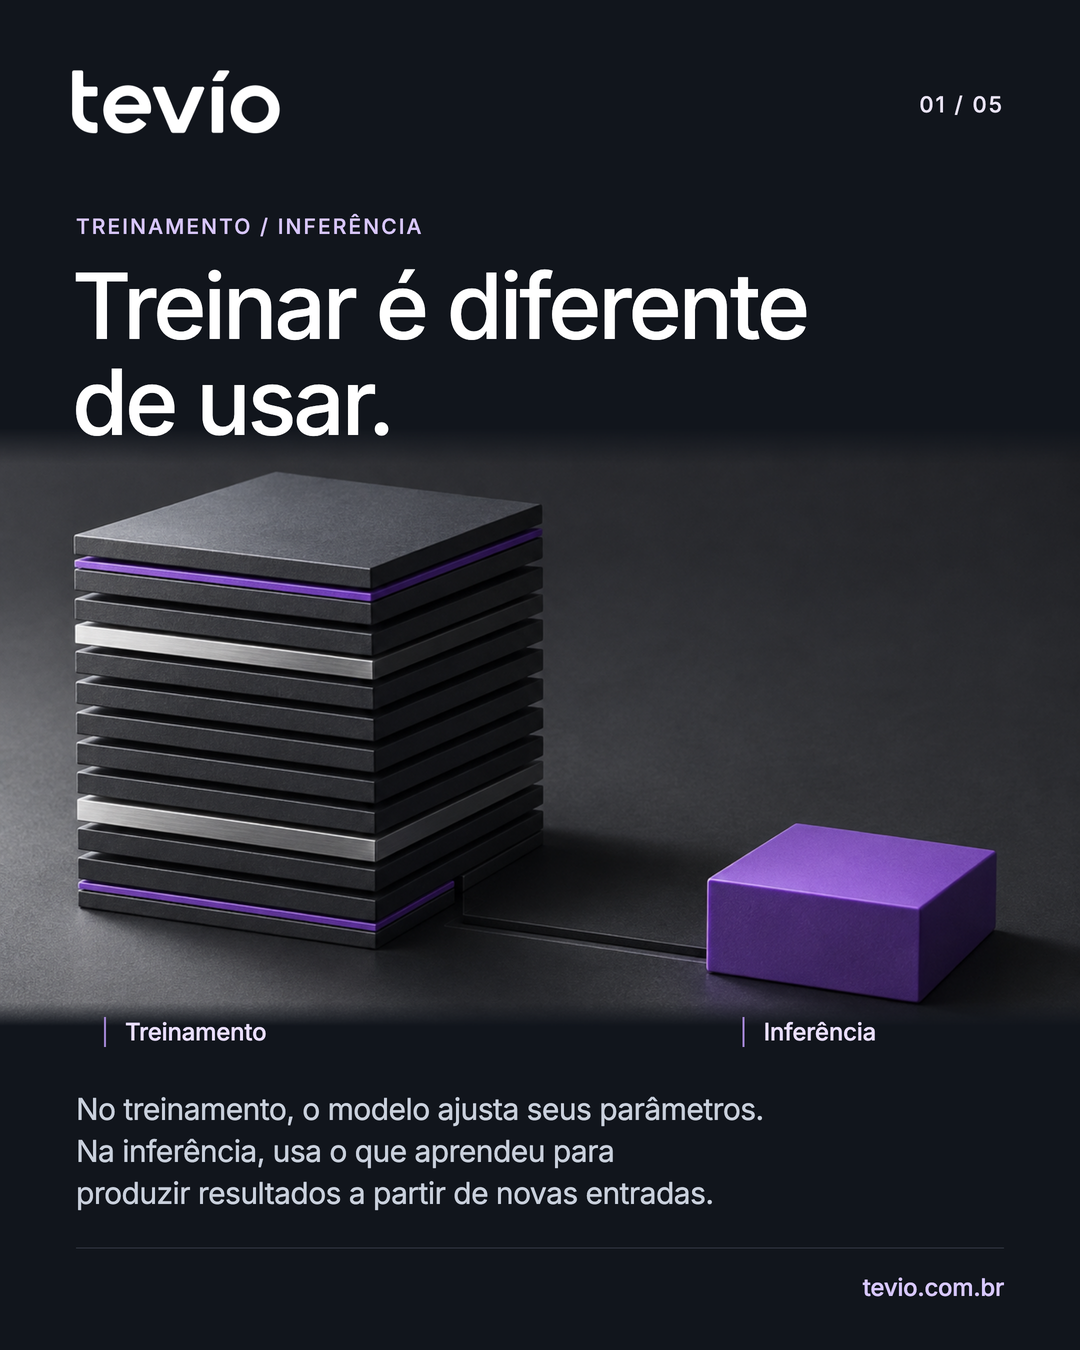 tevío
01 / 05
TREINAMENTO / INFERÊNCIA
Treinar é diferente
de usar.
Treinamento
Inferência
No treinamento, o modelo ajusta seus parâmetros.
Na inferência, usa o que aprendeu para
produzir resultados a partir de novas entradas.
tevio.com.br